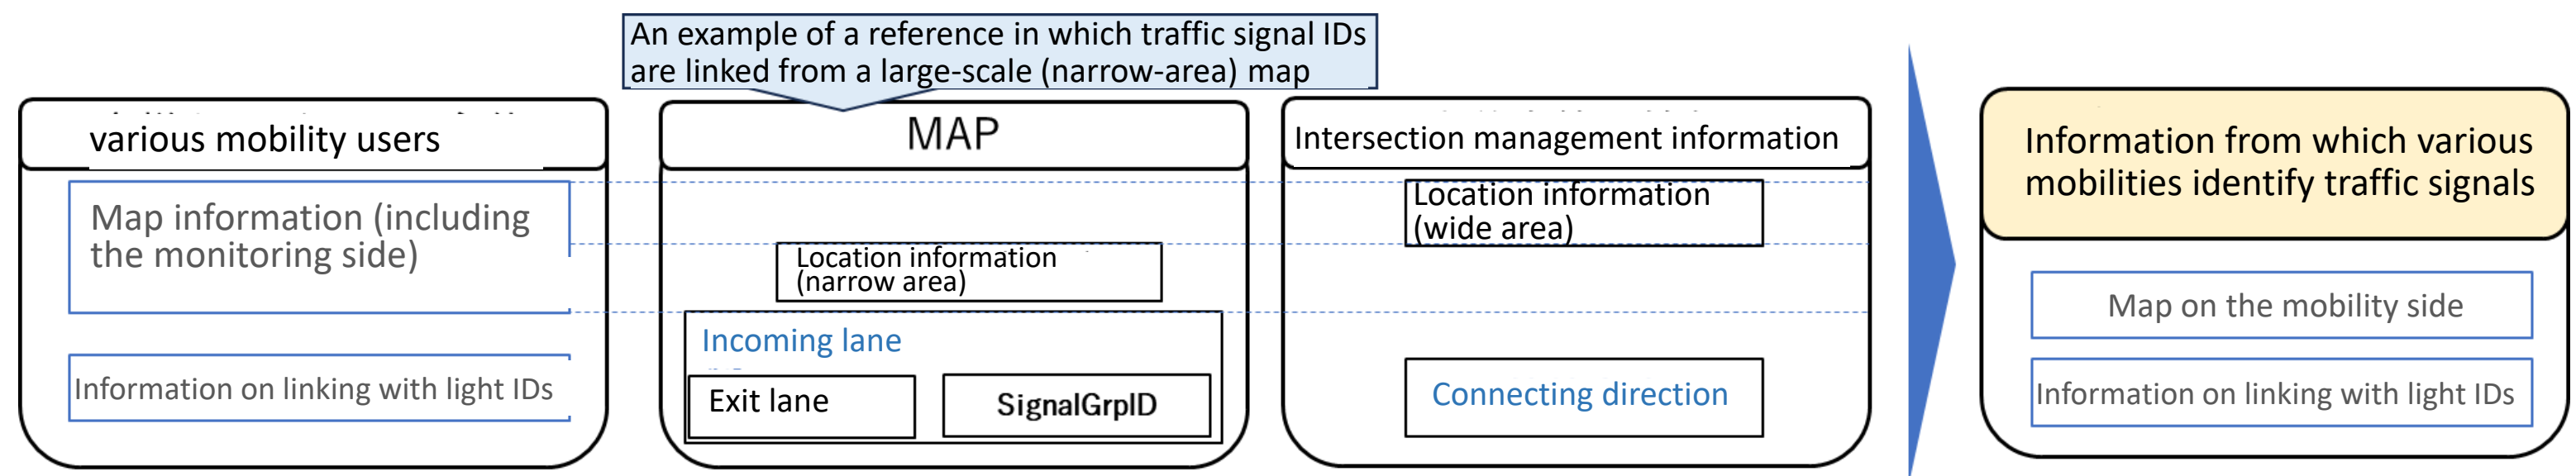 An example of a reference in which traffic signal IDs
are linked from a large-scale (narrow-area) map
various mobility users
Map information (including
the monitoring side)
Information on linking with light IDs
MAP
Location information
(narrow area)
Incoming lane
Exit lane
SignalGrpID
Intersection management information
Location information
(wide area)
Connecting direction
Information from which various
mobilities identify traffic signals
Map on the mobility side
Information on linking with light IDs